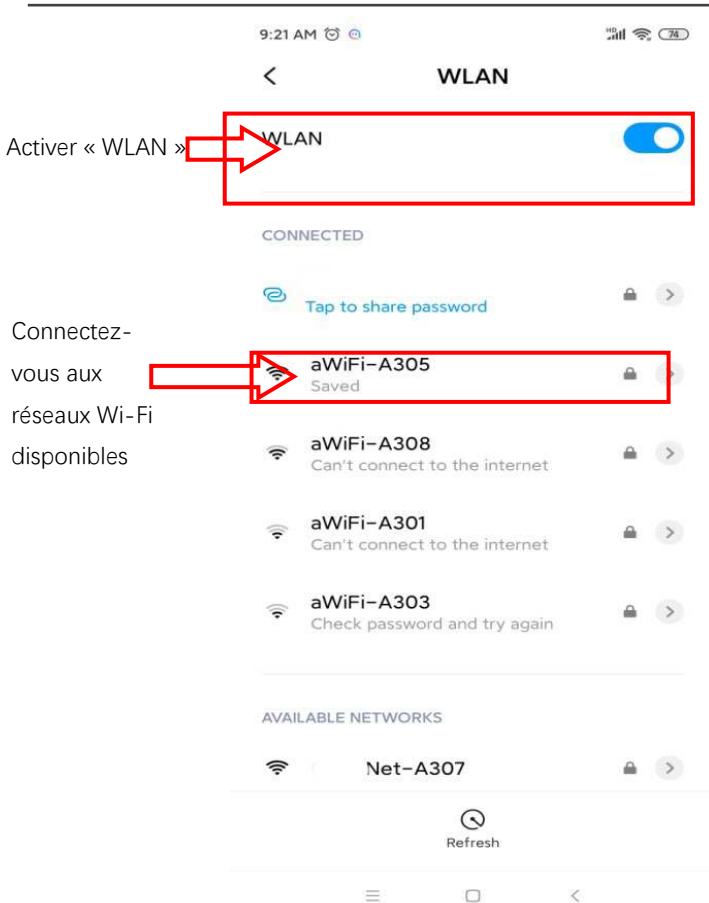 9:21 AM
HD
74
WLAN
Activer « WLAN »
WLAN
CONNECTED
Tap to share password
Connectez-
vous aux
réseaux Wi-Fi
disponibles
aWiFi-A305
Saved
aWiFi-A308
Can't connect to the internet
aWiFi-A301
Can't connect to the internet
aWiFi-A303
Check password and try again
AVAILABLE NETWORKS
Net-A307
Refresh